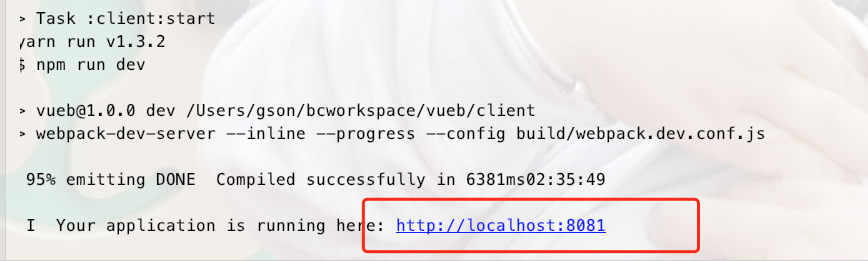 > Task :client:start
yarn run v1.3.2
$ npm run dev
> vueb@1.0.0 dev /Users/gson/bcworkspace/vueb/client
> webpack-dev-server --inline --progress --config build/webpack.dev.conf.js
95% emitting DONE  Compiled successfully in 6381ms02:35:49
I  Your application is running here: http://localhost:8081